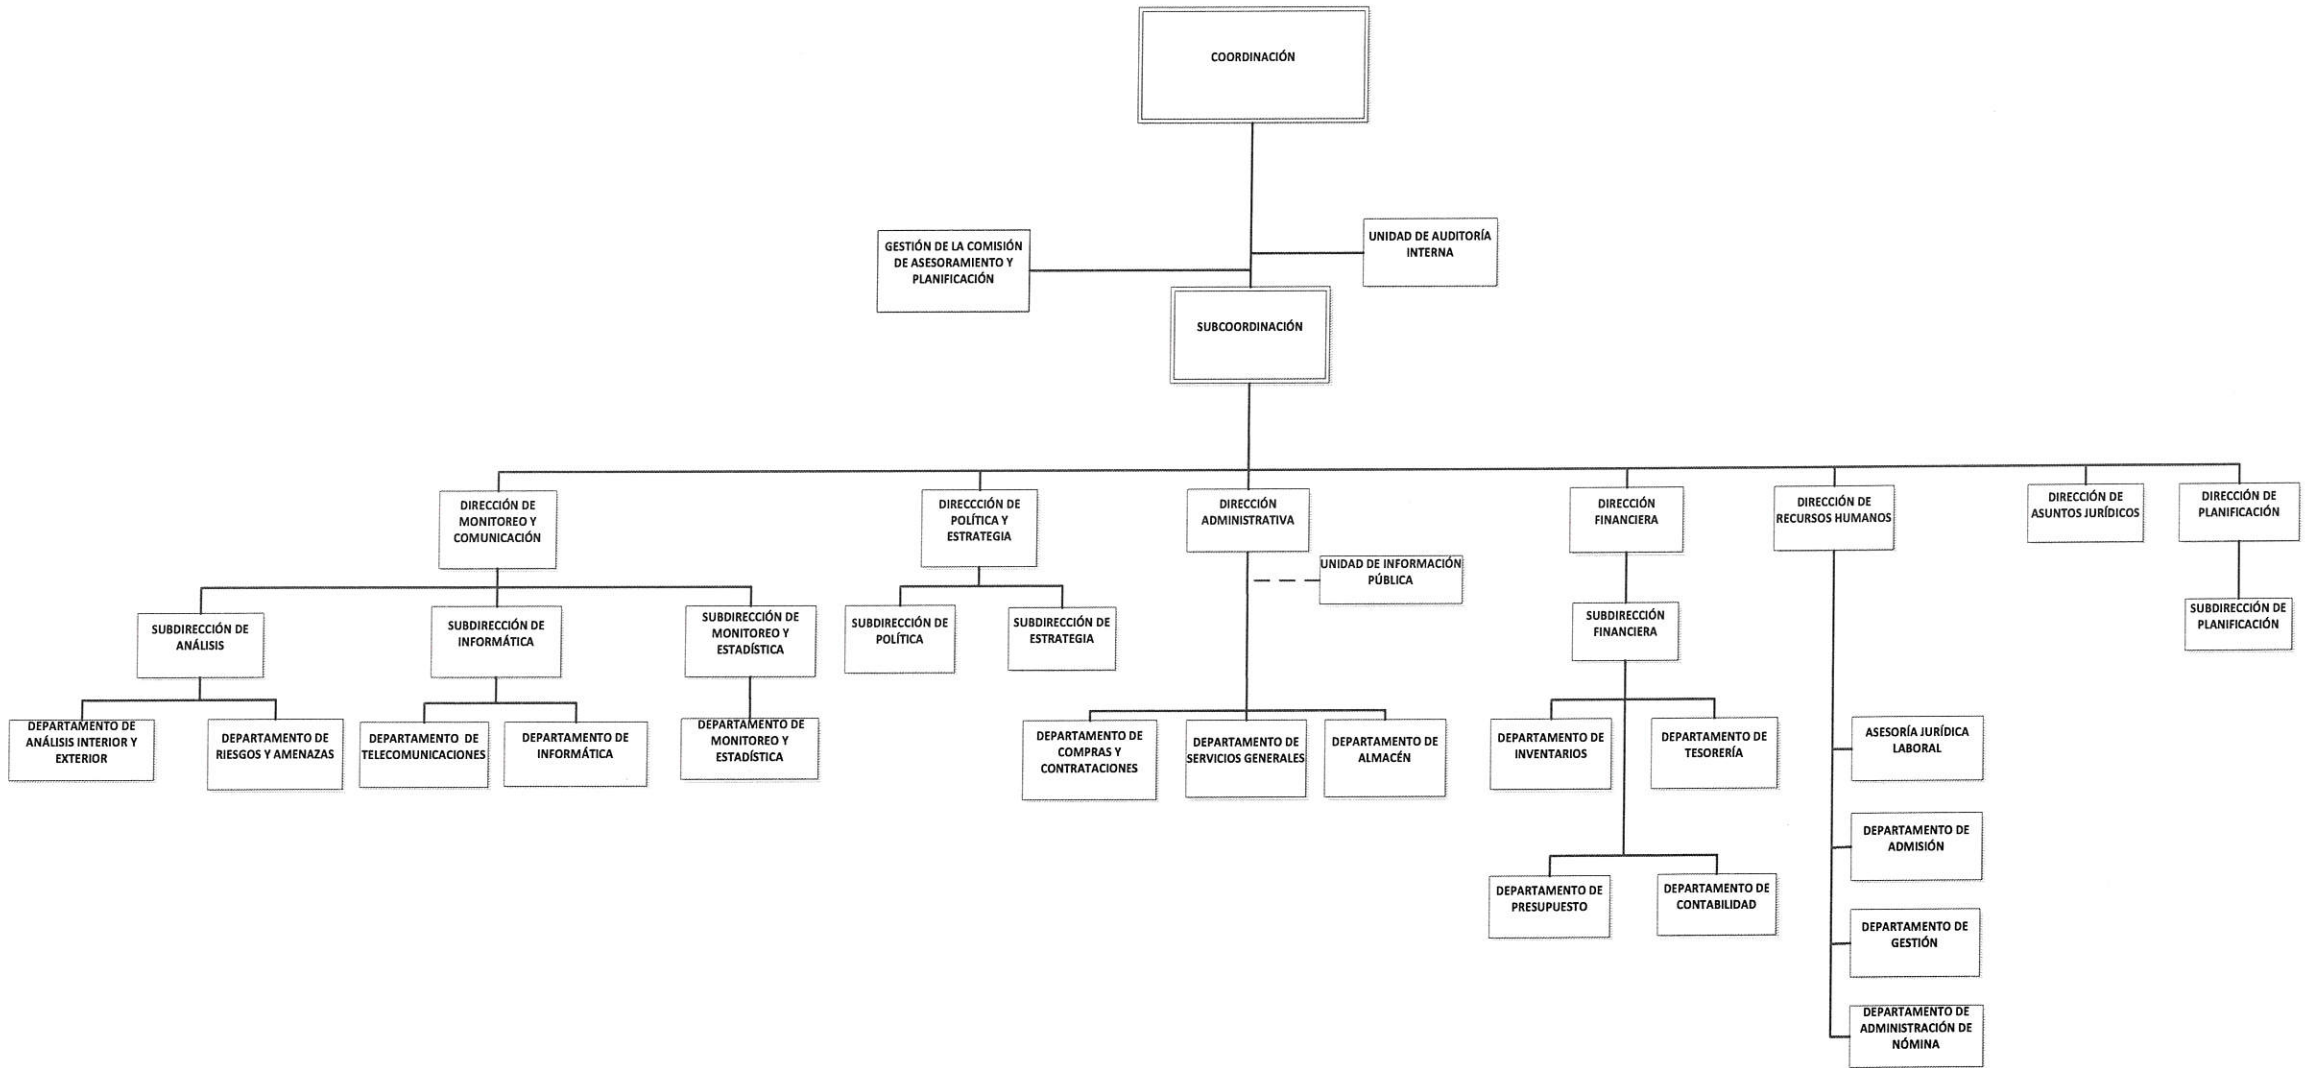 COORDINACIÓN
GESTIÓN DE LA COMISIÓN
DE ASESORAMIENTO Y
PLANIFICACIÓN
UNIDAD DE AUDITORÍA
INTERNA
SUBCOORDINACIÓN
DIRECCIÓN DE
MONITOREO Y
COMUNICACIÓN
DIRECCCIÓN DE
POLÍTICA Y
ESTRATEGIA
DIRECCIÓN
ADMINISTRATIVA
DIRECCIÓN
FINANCIERA
DIRECCIÓN DE
RECURSOS HUMANOS
DIRECCIÓN DE
ASUNTOS JURÍDICOS
DIRECCIÓN DE
PLANIFICACIÓN
UNIDAD DE INFORMACIÓN
PÚBLICA
SUBDIRECCIÓN DE
ANÁLISIS
SUBDIRECCIÓN DE
INFORMÁTICA
SUBDIRECCIÓN DE
MONITOREO Y
ESTADÍSTICA
SUBDIRECCIÓN DE
POLÍTICA
SUBDIRECCIÓN DE
ESTRATEGIA
SUBDIRECCIÓN
FINANCIERA
SUBDIRECCIÓN DE
PLANIFICACIÓN
DEPARTAMENTO DE
ANÁLISIS INTERIOR Y
EXTERIOR
DEPARTAMENTO DE
RIESGOS Y AMENAZAS
DEPARTAMENTO DE
TELECOMUNICACIONES
DEPARTAMENTO DE
INFORMÁTICA
DEPARTAMENTO DE
MONITOREO Y
ESTADÍSTICA
DEPARTAMENTO DE
COMPRAS Y
CONTRATACIONES
DEPARTAMENTO DE
SERVICIOS GENERALES
DEPARTAMENTO DE
ALMACÉN
DEPARTAMENTO DE
INVENTARIOS
DEPARTAMENTO DE
TESORERÍA
ASESORÍA JURÍDICA
LABORAL
DEPARTAMENTO DE
ADMISIÓN
DEPARTAMENTO DE
PRESUPUESTO
DEPARTAMENTO DE
CONTABILIDAD
DEPARTAMENTO DE
GESTIÓN
DEPARTAMENTO DE
ADMINISTRACIÓN DE
NÓMINA